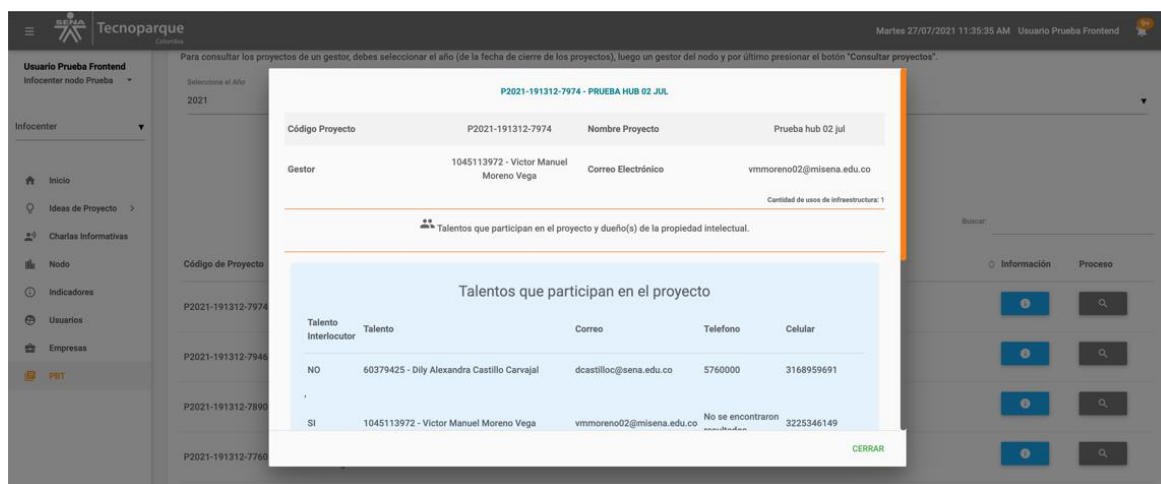 SENA
Tecnoparque
Colombia
Martes 27/07/2021 11:35:35 AM Usuario Prueba Frontend
9+
Usuario Prueba Frontend
Infocenter nodo Prueba
Infocenter
Inicio
Ideas de Proyecto
Charlas Informativas
Nodo
Indicadores
Usuarios
Empresas
PBT
Para consultar los proyectos de un gestor, debes seleccionar el año (de la fecha de cierre de los proyectos), luego un gestor del nodo y por último presionar el botón "Consultar proyectos".
Seleccione el Año
2021
Buscar:
Código de Proyecto Información Proceso
P2021-191312-7974
P2021-191312-7946
P2021-191312-7890
P2021-191312-7760
P2021-191312-7974 - PRUEBA HUB 02 JUL
Código Proyecto P2021-191312-7974 Nombre Proyecto Prueba hub 02 jul
Gestor 1045113972 - Victor Manuel Moreno Vega Correo Electrónico vmmoreno02@misena.edu.co
Cantidad de usos de infraestructura: 1
Talentos que participan en el proyecto y dueño(s) de la propiedad intelectual.
Talentos que participan en el proyecto
Talento Interlocutor Talento Correo Telefono Celular
NO 60379425 - Dily Alexandra Castillo Carvajal dcastilloc@sena.edu.co 5760000 3168959691
,
SI 1045113972 - Victor Manuel Moreno Vega vmmoreno02@misena.edu.co No se encontraron resultados 3225346149
CERRAR